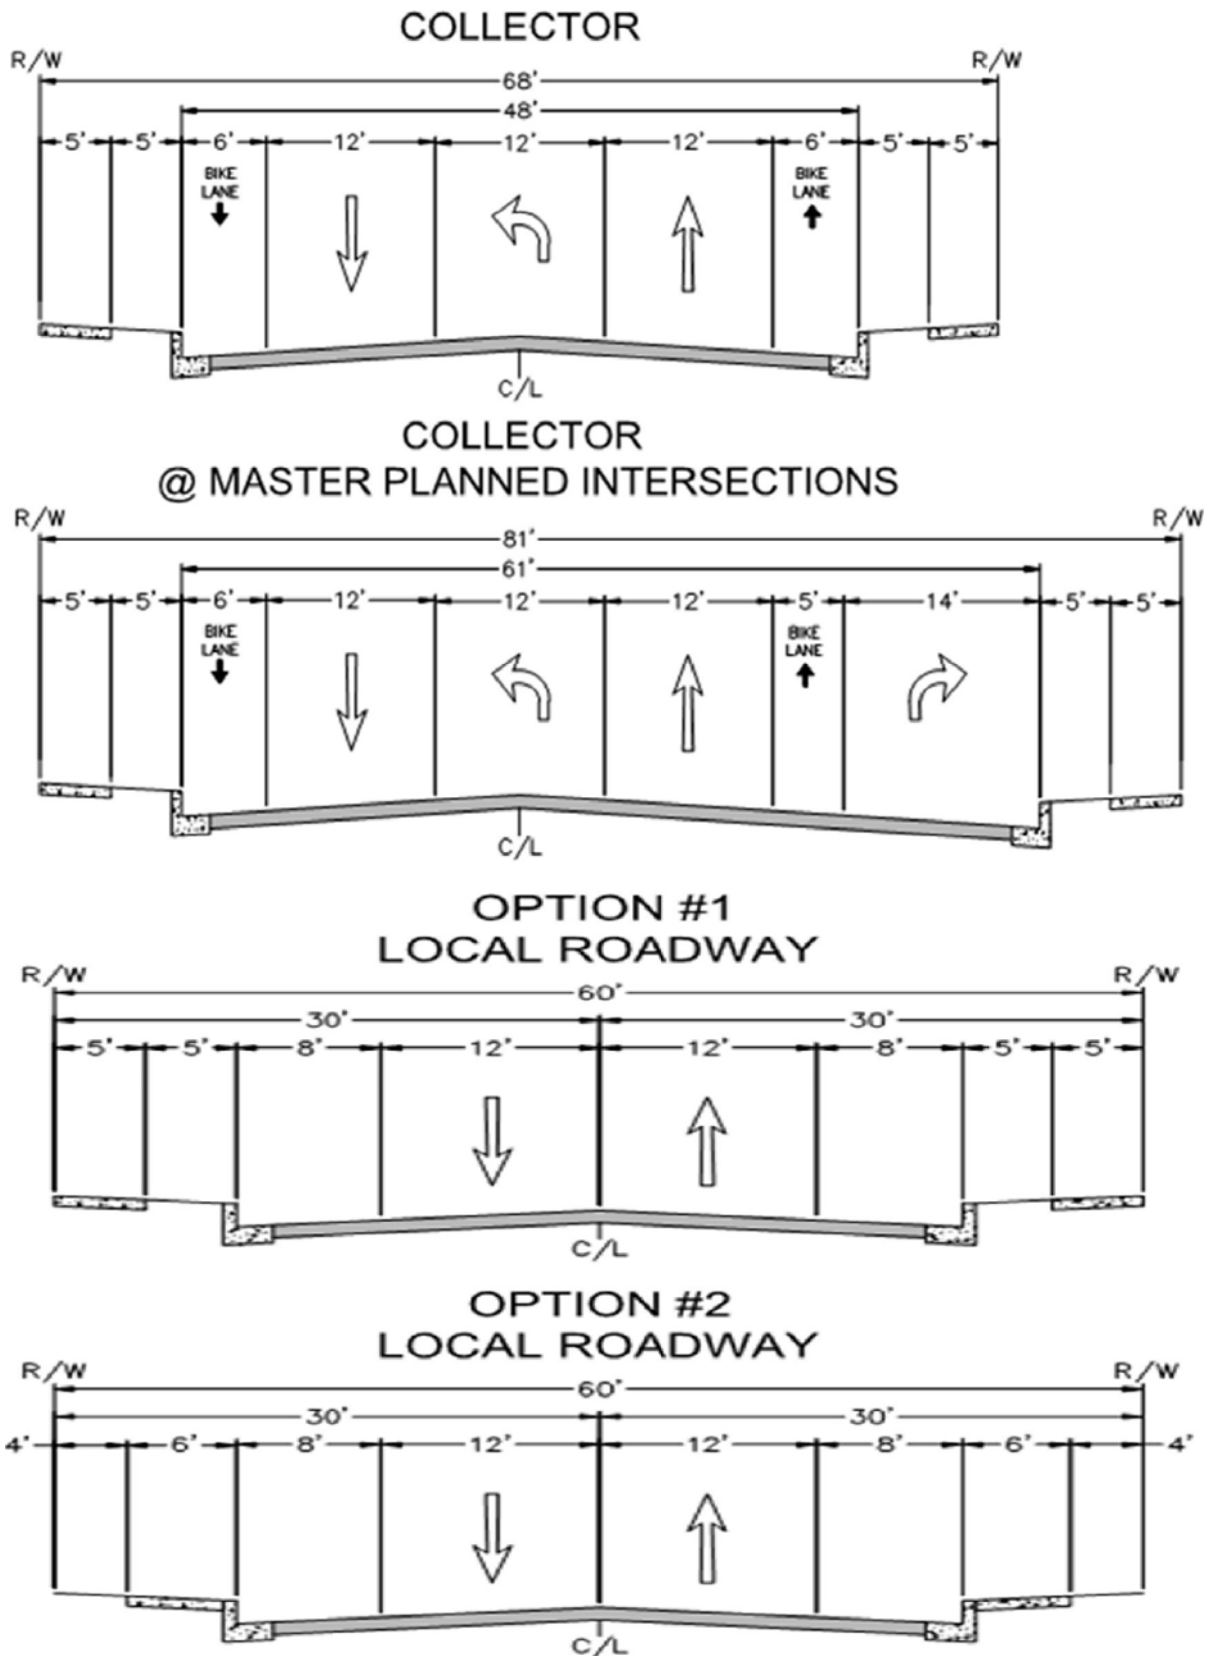 COLLECTOR
R/W R/W
68'
48'
5' 5' 6' 12' 12' 12' 6' 5' 5'
BIKE BIKE
LANE LANE
C/L
COLLECTOR
@ MASTER PLANNED INTERSECTIONS
R/W R/W
81'
61'
5' 5' 6' 12' 12' 12' 5' 14' 5' 5'
BIKE BIKE
LANE LANE
C/L
OPTION #1
LOCAL ROADWAY
R/W R/W
60'
30' 30'
5' 5' 8' 12' 12' 8' 5' 5'
C/L
OPTION #2
LOCAL ROADWAY
R/W R/W
60'
30' 30'
4' 6' 8' 12' 12' 8' 6' 4'
C/L